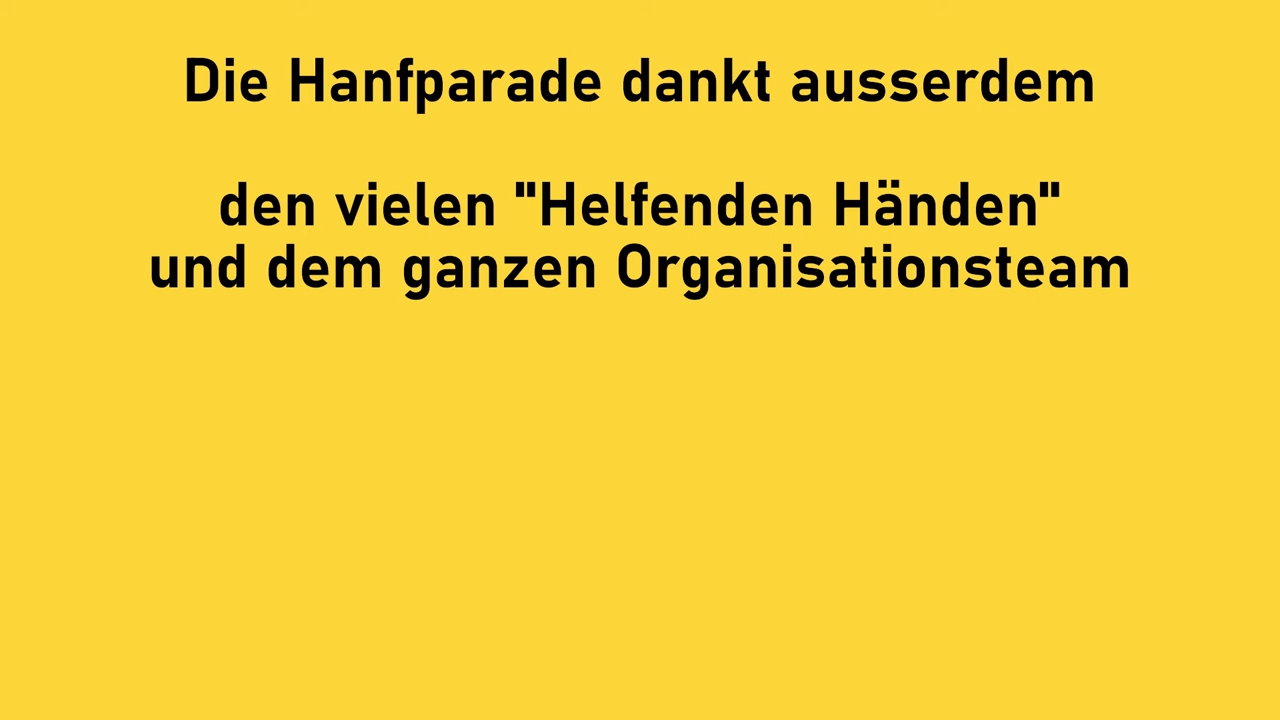 Die Hanfparade dankt ausserdem
den vielen "Helfenden Händen"
und dem ganzen Organisationsteam